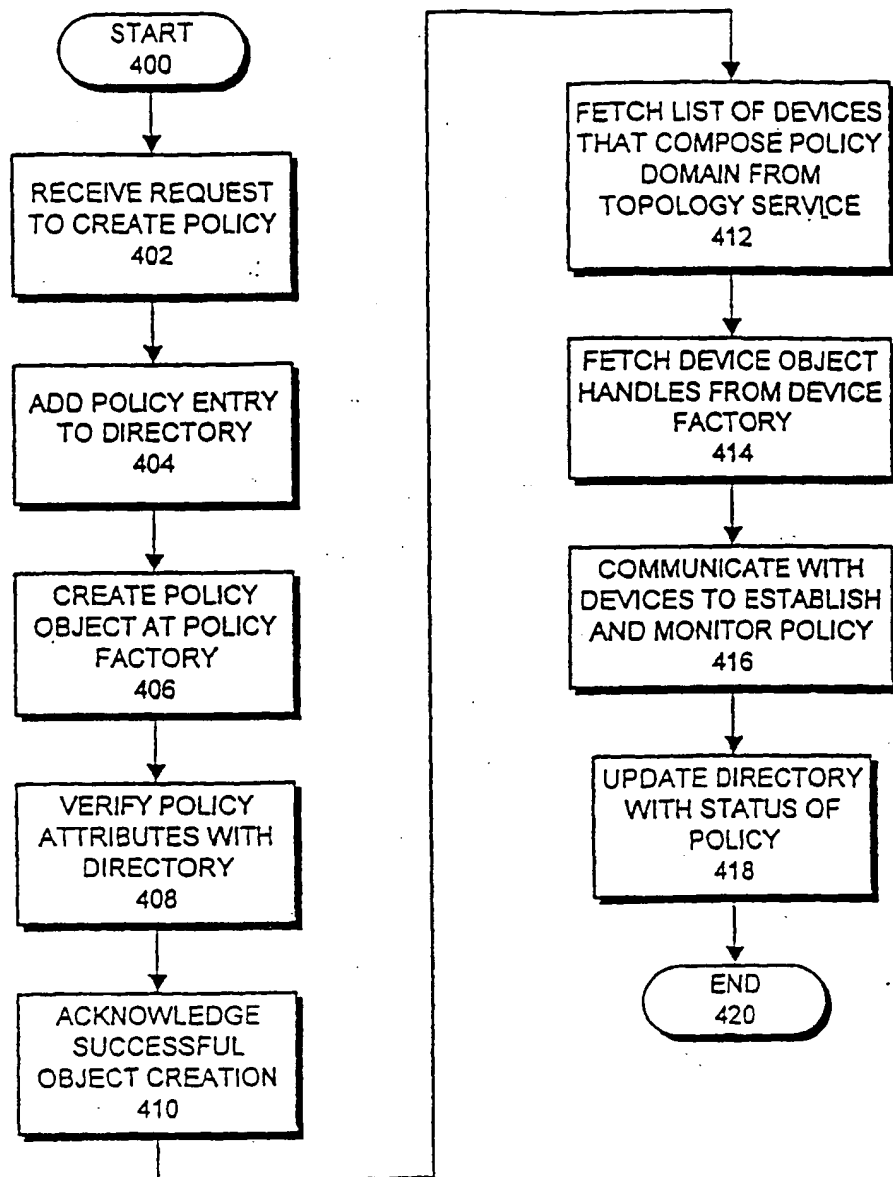 START
400
RECEIVE REQUEST
TO CREATE POLICY
402
ADD POLICY ENTRY
TO DIRECTORY
404
CREATE POLICY
OBJECT AT POLICY
FACTORY
406
VERIFY POLICY
ATTRIBUTES WITH
DIRECTORY
408
ACKNOWLEDGE
SUCCESSFUL
OBJECT CREATION
410
FETCH LIST OF DEVICES
THAT COMPOSE POLICY
DOMAIN FROM
TOPOLOGY SERVICE
412
FETCH DEVICE OBJECT
HANDLES FROM DEVICE
FACTORY
414
COMMUNICATE WITH
DEVICES TO ESTABLISH
AND MONITOR POLICY
416
UPDATE DIRECTORY
WITH STATUS OF
POLICY
418
END
420